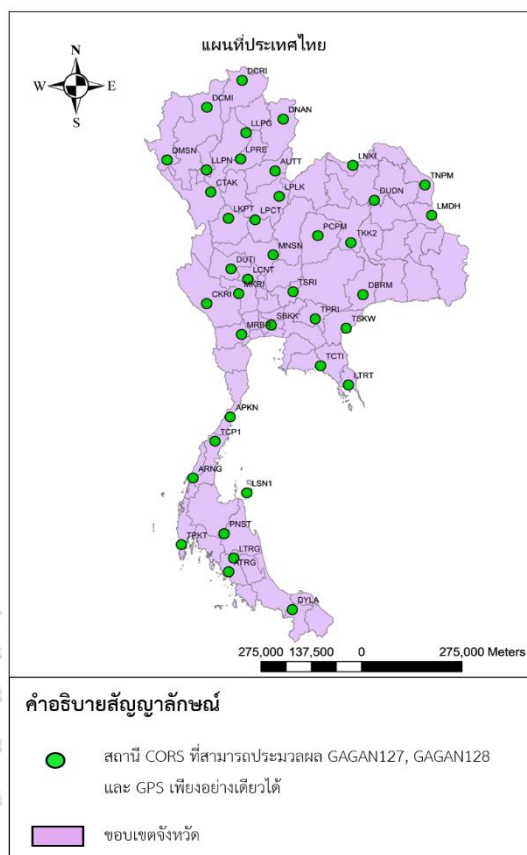 แผนที่ประเทศไทย
N
W E
S
DCRI
DCMI
DNAN
LLPG
DMSN
LPRE
LLPN
AUTT
LNKI
CTAK
LPLK
BUDN
TNPM
LKPT
LPCT
LMDH
PCPM
TKK2
MNSN
DUTI
LCNT
MKRI
TSRI
DBRM
CKRI
SBKK
TPRI
TSKW
MRBR
TCTI
LTRT
APKN
TCP1
ARNG
LSN1
PNST
TPKT
LTRG
ATRG
DYLA
275,000 137,500 0 275,000 Meters
คำอธิบายสัญญาลักษณ์
สถานี CORS ที่สามารถประมวลผล GAGAN127, GAGAN128
และ GPS เพียงอย่างเดียวได้
ขอบเขตจังหวัด